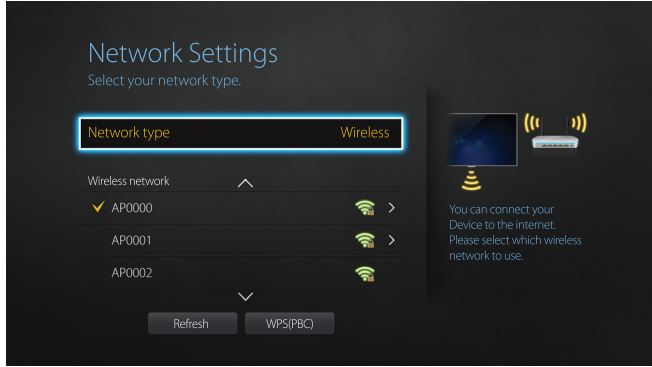 Network Settings
Select your network type.
Network type Wireless
Wireless network
AP0000
AP0001
AP0002
Refresh WPS(PBC)
You can connect your
Device to the internet.
Please select which wireless
network to use.